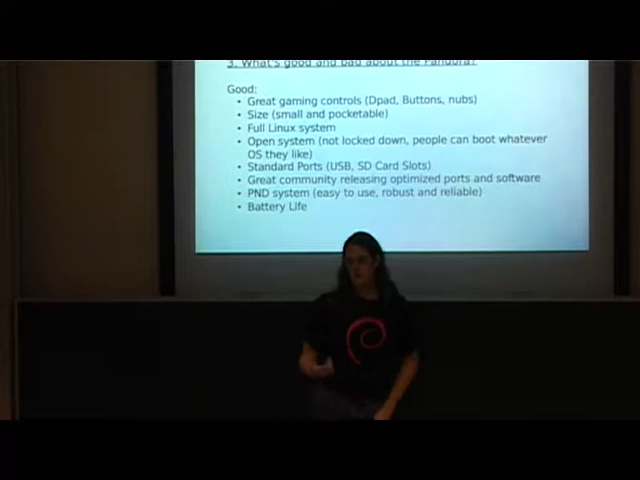 3. What's good and bad about the Pandora?
Good:
• Great gaming controls (Dpad, Buttons, nubs)
• Size (small and pocketable)
• Full Linux system
• Open system (not locked down, people can boot whatever
OS they like)
• Standard Ports (USB, SD Card Slots)
• Great community releasing optimized ports and software
• PND system (easy to use, robust and reliable)
• Battery Life